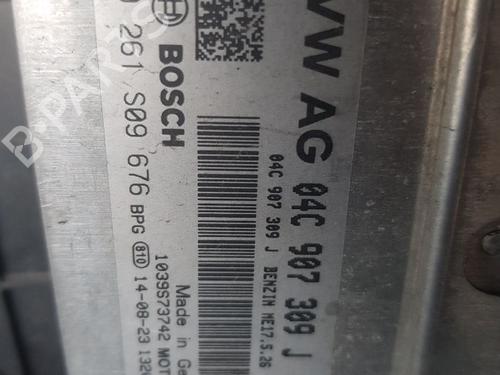 VW AG 04C 907 309 J
04C 907 309 J BENZIN ME17.5.26
BOSCH
261 S09 676 BPG 810 14-08-23
1039S73742 MOT
Made in Ge
B-PARTS